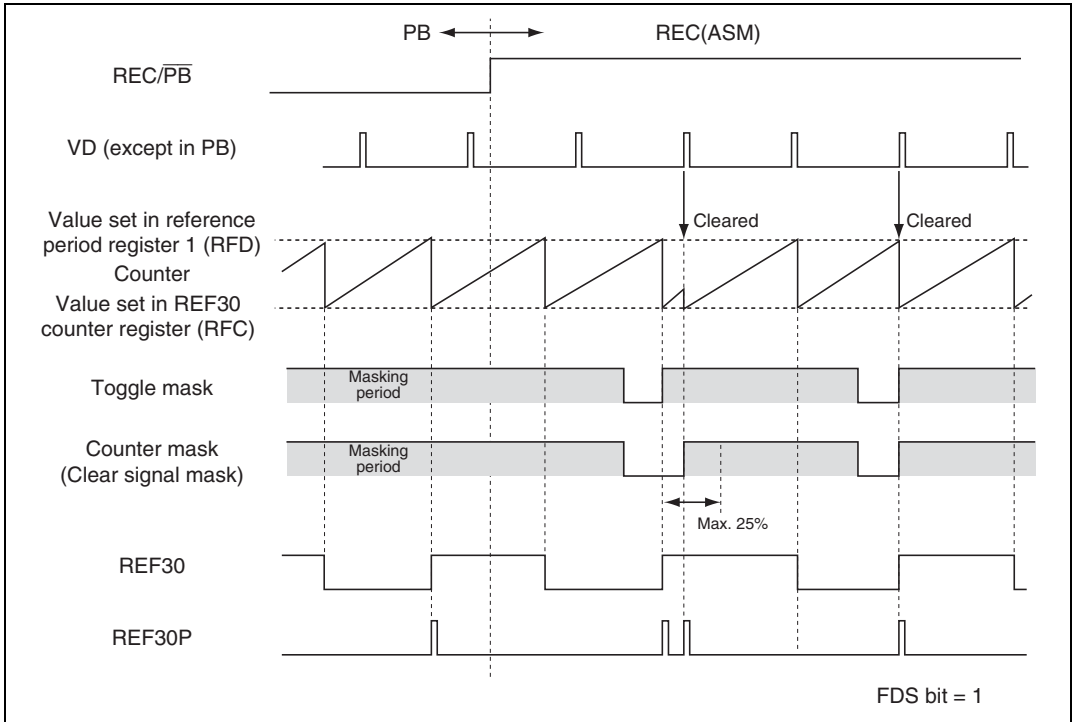 PB REC(ASM)
REC/P̅B̅
VD (except in PB)
Value set in reference
period register 1 (RFD)
Counter
Value set in REF30
counter register (RFC)
Cleared Cleared
Toggle mask
Masking
period
Counter mask
(Clear signal mask)
Masking
period
Max. 25%
REF30
REF30P
FDS bit = 1